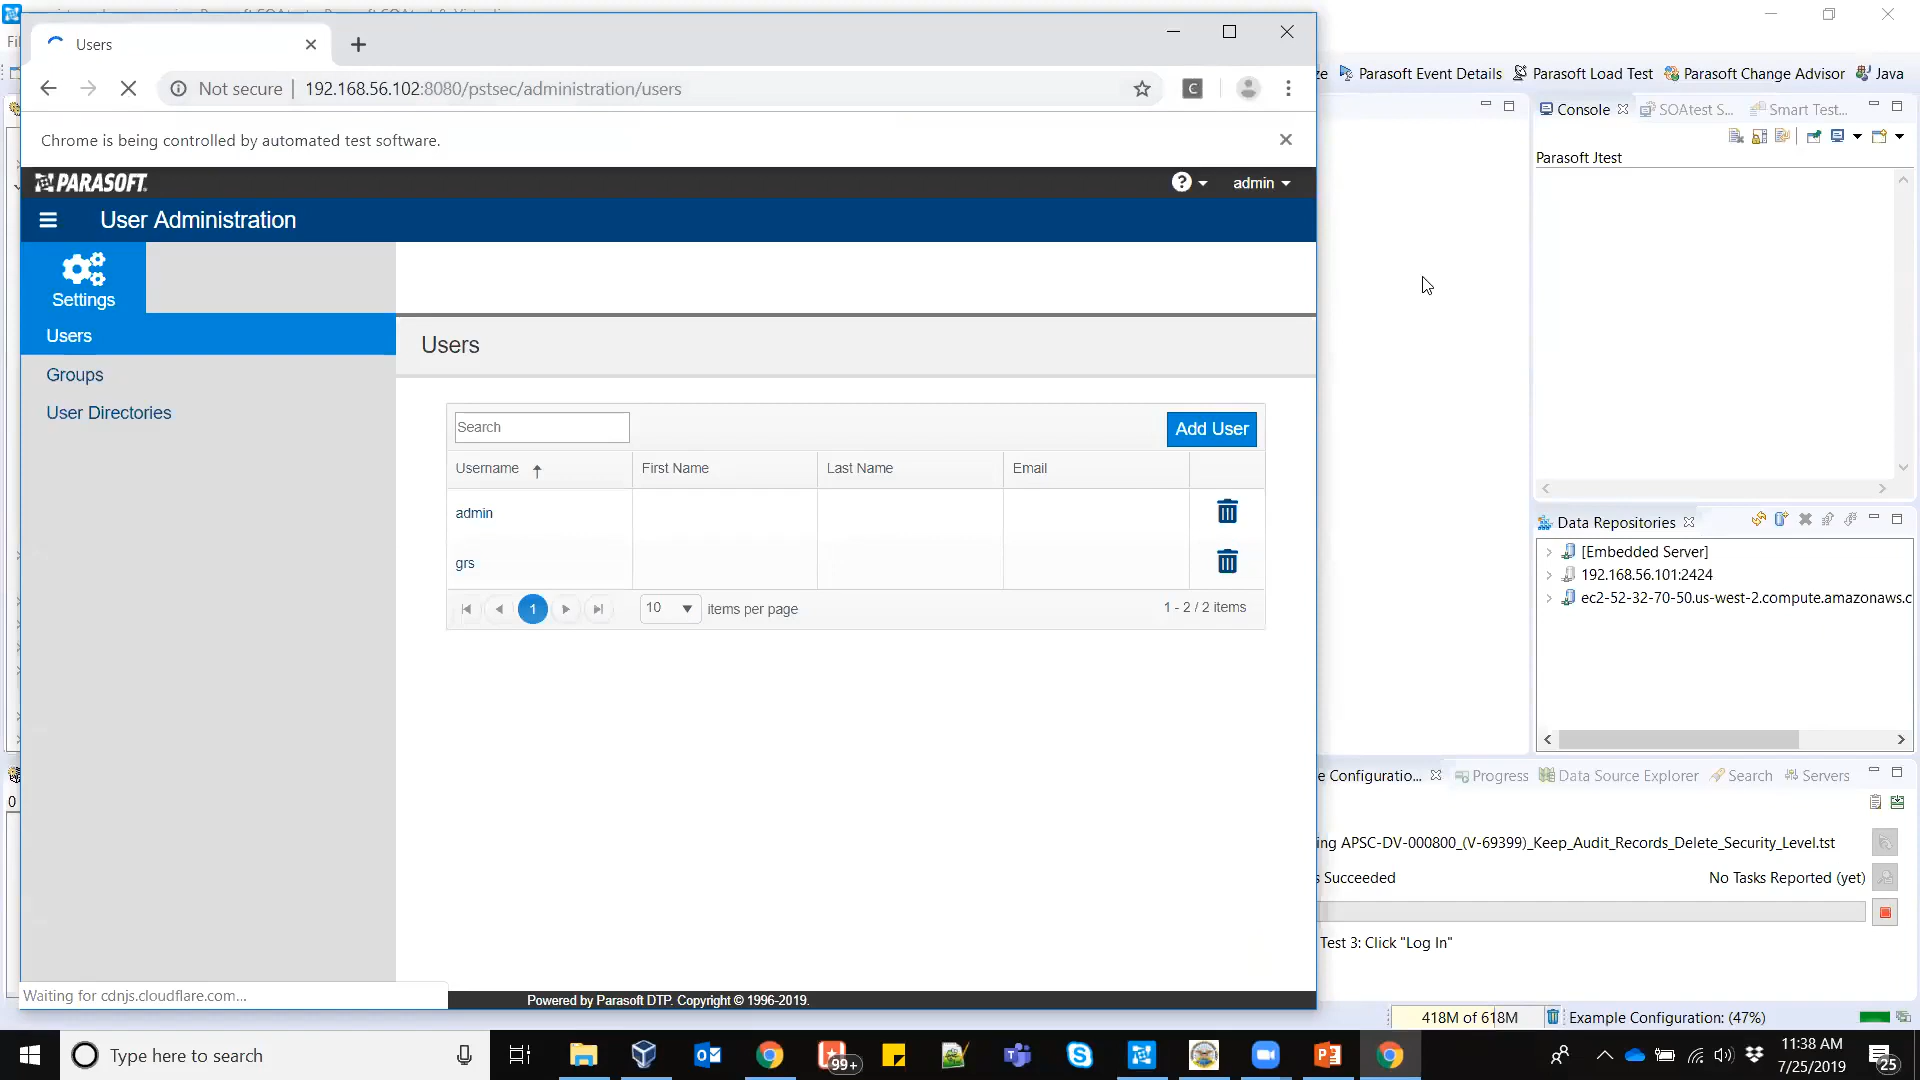 Users
Not secure | 192.168.56.102:8080/pstsec/administration/users
Chrome is being controlled by automated test software.
PARASOFT
admin
User Administration
Settings
Users
Groups
User Directories
Users
Search
Add User
Username
First Name
Last Name
Email
admin
grs
1
10
items per page
1 - 2 / 2 items
Waiting for cdnjs.cloudflare.com...
Powered by Parasoft DTP. Copyright © 1996-2019.
Parasoft Event Details
Parasoft Load Test
Parasoft Change Advisor
Java
Console
SOAtest S...
Smart Test...
Parasoft Jtest
Data Repositories
[Embedded Server]
192.168.56.101:2424
ec2-52-32-70-50.us-west-2.compute.amazonaws.c
e Configuratio...
Progress
Data Source Explorer
Search
Servers
0
ing APSC-DV-000800_(V-69399)_Keep_Audit_Records_Delete_Security_Level.tst
s Succeeded
No Tasks Reported (yet)
Test 3: Click "Log In"
418M of 618M
Example Configuration: (47%)
Type here to search
99+
11:38 AM
7/25/2019
25